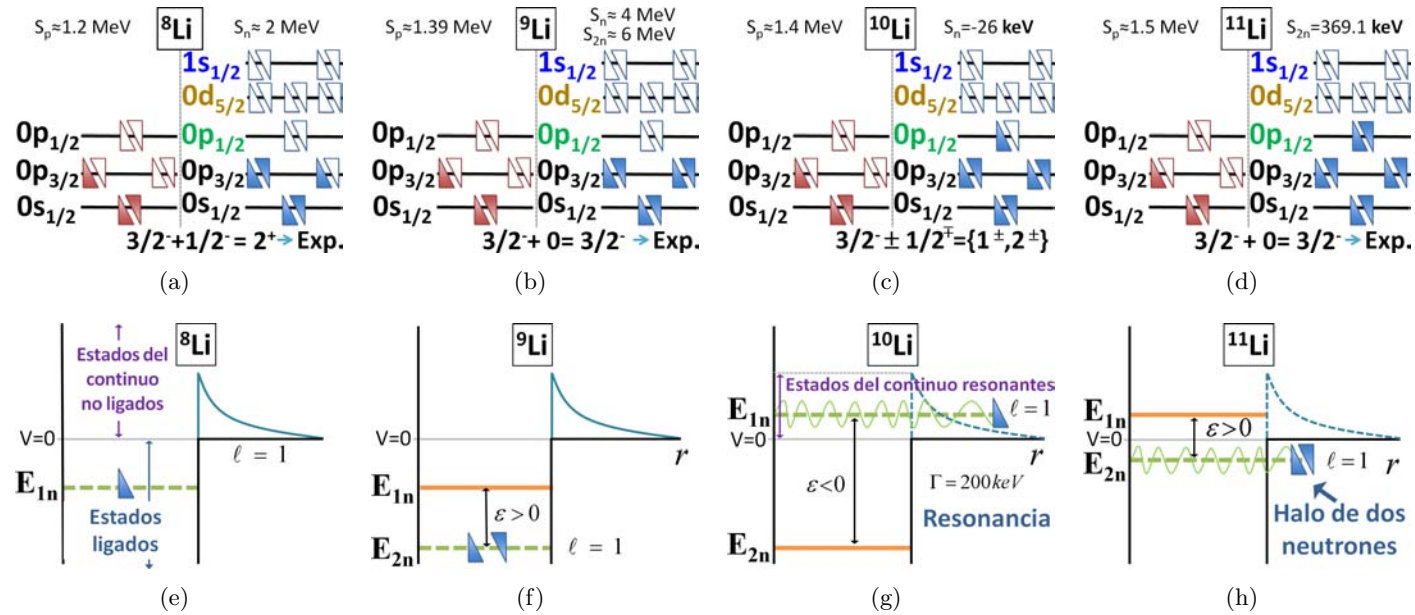 Sₚ≈1.2 MeV
⁸Li
Sₙ≈ 2 MeV
1s₁/₂
0d₅/₂
0p₁/₂
0p₁/₂
0p₃/₂
0p₃/₂
0s₁/₂
0s₁/₂
3/2⁻+1/2⁻ = 2⁺→Exp.
(a)
Sₚ≈1.39 MeV
⁹Li
Sₙ≈ 4 MeV
S₂ₙ≈ 6 MeV
1s₁/₂
0d₅/₂
0p₁/₂
0p₁/₂
0p₃/₂
0p₃/₂
0s₁/₂
0s₁/₂
3/2⁻+ 0= 3/2⁻ →Exp.
(b)
Sₚ≈1.4 MeV
¹⁰Li
Sₙ=-26 keV
1s₁/₂
0d₅/₂
0p₁/₂
0p₁/₂
0p₃/₂
0p₃/₂
0s₁/₂
0s₁/₂
3/2⁻ ± 1/2^∓={1^±,2^±}
(c)
Sₚ≈1.5 MeV
¹¹Li
S₂ₙ=369.1 keV
1s₁/₂
0d₅/₂
0p₁/₂
0p₁/₂
0p₃/₂
0p₃/₂
0s₁/₂
0s₁/₂
3/2⁻ + 0= 3/2⁻→Exp.
(d)
⁸Li
Estados del
continuo
no ligados
V=0
ℓ = 1
E₁ₙ
Estados
ligados
(e)
⁹Li
r
E₁ₙ
ε>0
E₂ₙ
ℓ = 1
(f)
¹⁰Li
Estados del continuo resonantes
E₁ₙ
ℓ=1
V=0
r
ε<0
Γ=200keV
Resonancia
E₂ₙ
(g)
¹¹Li
E₁ₙ
V=0
ε>0
E₂ₙ
ℓ=1
r
Halo de dos
neutrones
(h)